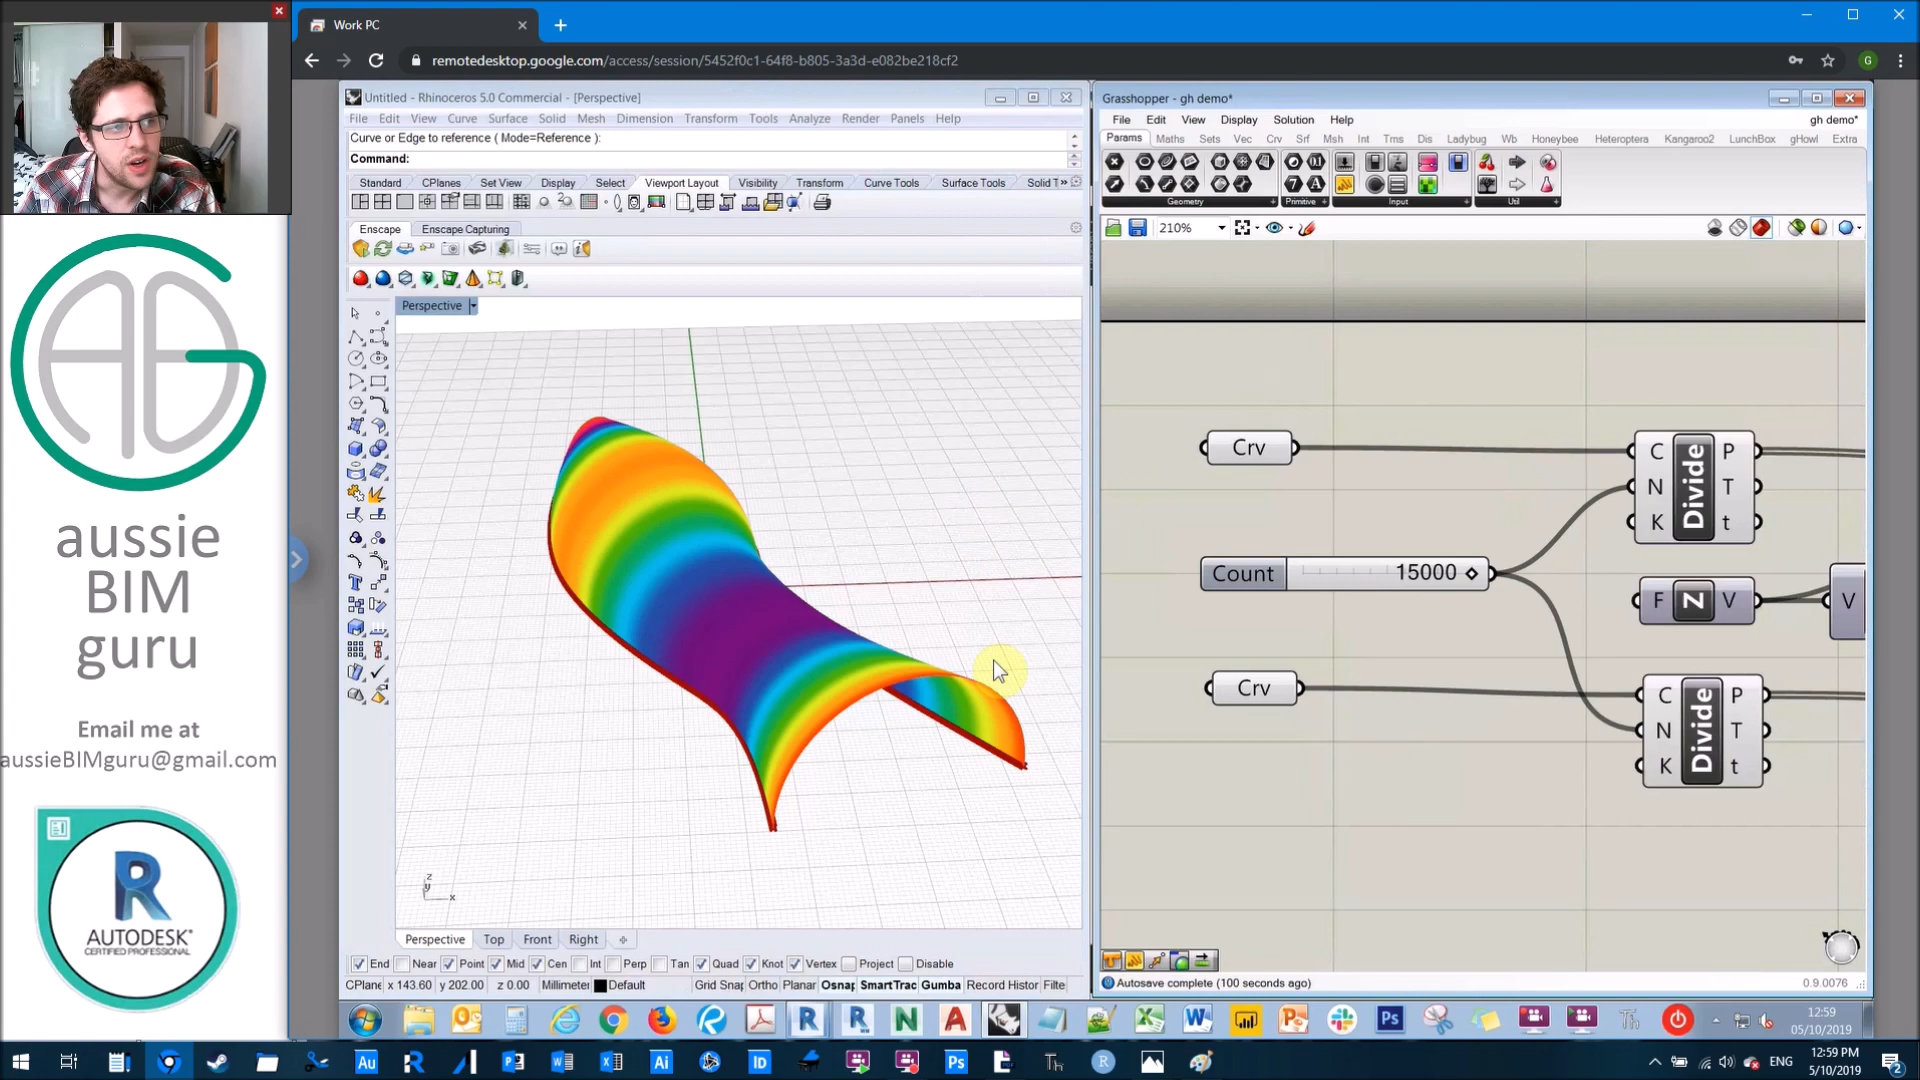 Work PC
remotedesktop.google.com/access/session/5452f0c1-64f8-b805-3a3d-e082be218cf2
G
Untitled - Rhinoceros 5.0 Commercial - [Perspective]
File Edit View Curve Surface Solid Mesh Dimension Transform Tools Analyze Render Panels Help
Curve or Edge to reference ( Mode=Reference ):
Command:
Standard CPlanes Set View Display Select Viewport Layout Visibility Transform Curve Tools Surface Tools Solid T
Enscape Enscape Capturing
Perspective
z
y
x
Perspective Top Front Right
End Near Point Mid Cen Int Perp Tan Quad Knot Vertex Project Disable
CPlane x 143.60 y 202.00 z 0.00 Millimeter Default Grid Snap Ortho Planar Osnap SmartTrac Gumba Record Histor Filte
Grasshopper - gh demo*
File Edit View Display Solution Help gh demo*
Params Maths Sets Vec Crv Srf Msh Int Trns Dis Ladybug Wb Honeybee Heteroptera Kangaroo2 LunchBox gHowl Extra
Geometry Primitive Input Util
210%
Crv
Count 15000
Crv
C N K Divide P T t
F N V
V
C N K Divide P T t
Autosave complete (100 seconds ago)
0.9.0076
AG
aussie
BIM
guru
Email me at
aussieBIMguru@gmail.com
R
AUTODESK
CERTIFIED PROFESSIONAL
12:59
05/10/2019
ENG
12:59 PM
5/10/2019
2